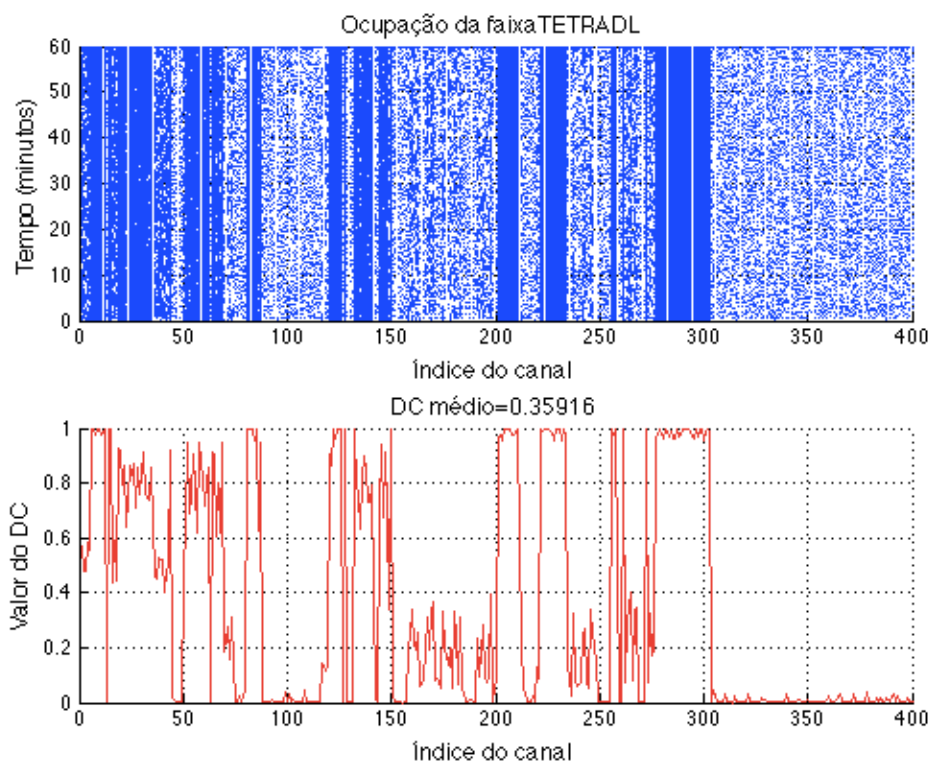 Ocupação da faixaTETRADL
Tempo (minutos)
60
50
40
30
20
10
0
0 50 100 150 200 250 300 350 400
Índice do canal
DC médio=0.35916
Valor do DC
1
0.8
0.6
0.4
0.2
0
0 50 100 150 200 250 300 350 400
Índice do canal